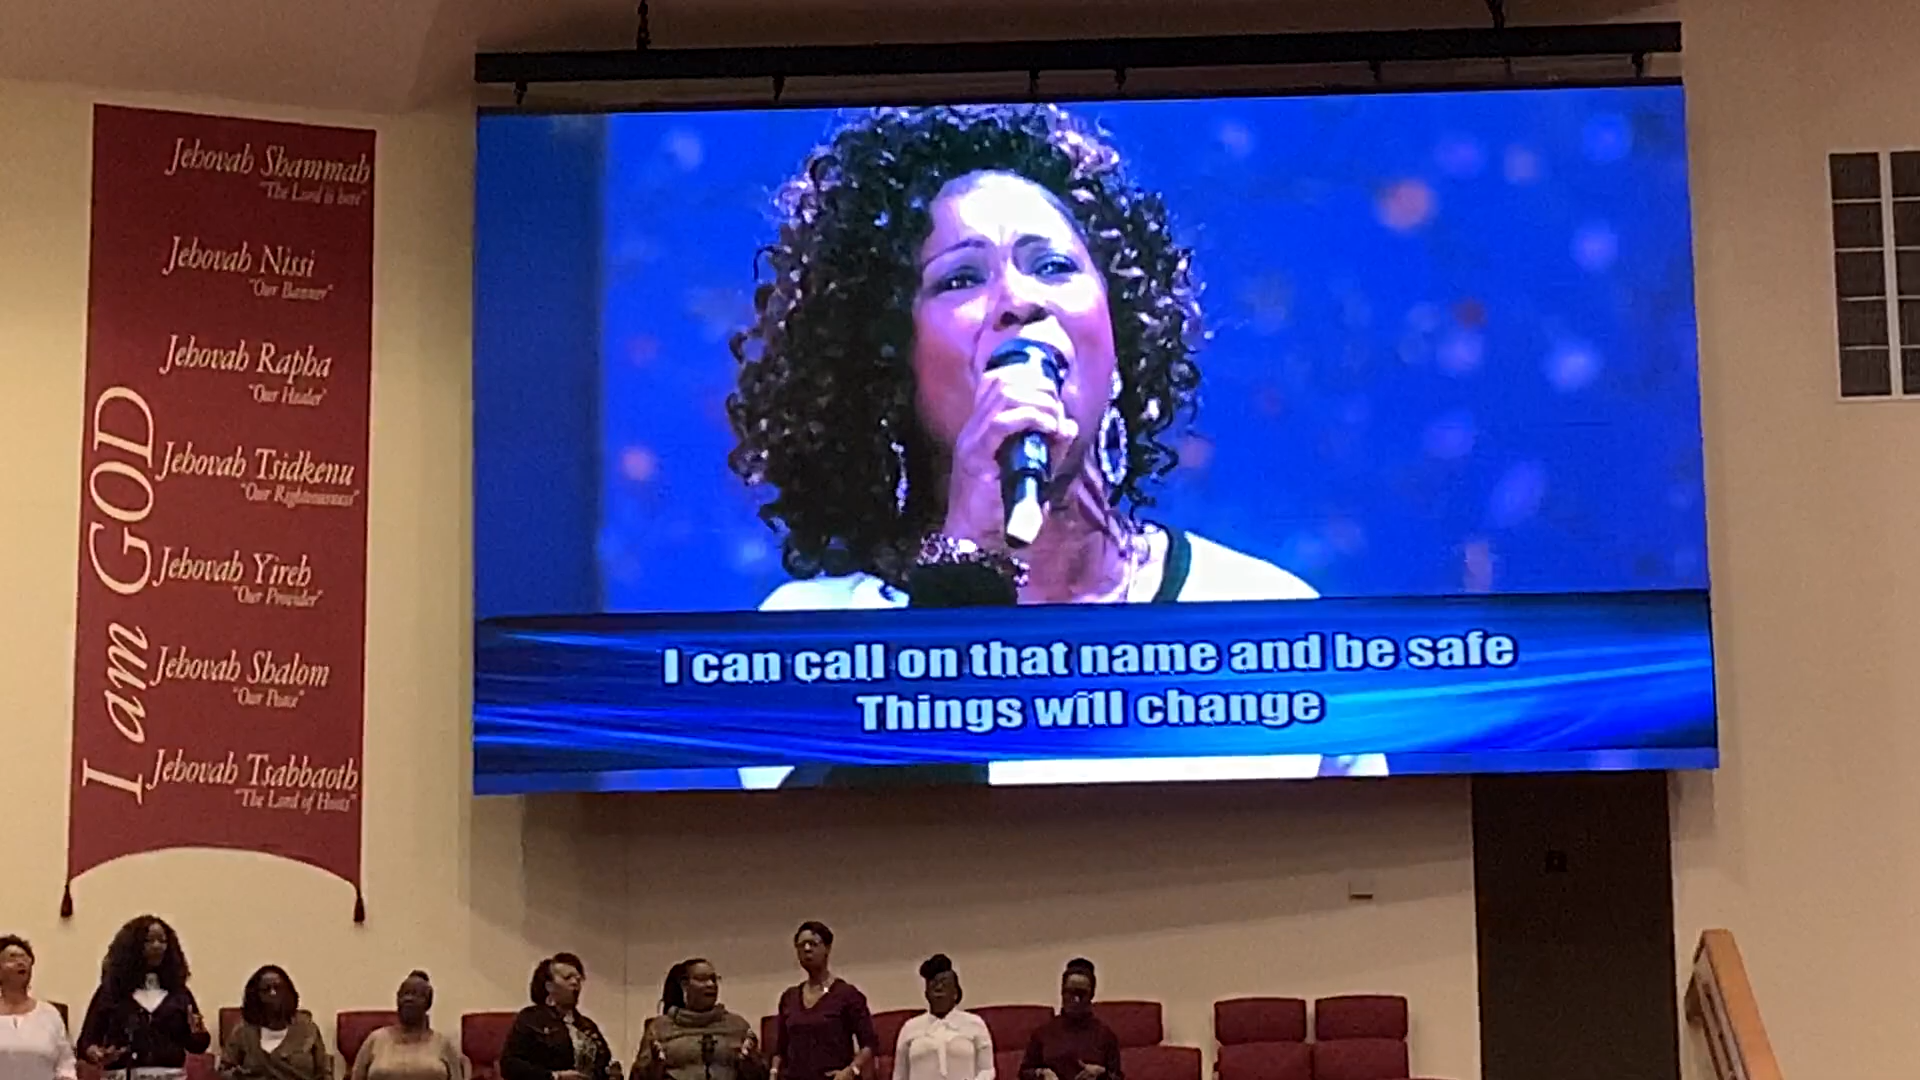 I am GOD
Jehovah Shammah
"The Lord is here"
Jehovah Nissi
"Our Banner"
Jehovah Rapha
"Our Healer"
Jehovah Tsidkenu
"Our Righteousness"
Jehovah Yireh
"Our Provider"
Jehovah Shalom
"Our Peace"
Jehovah Tsabbaoth
"The Lord of Hosts"
I can call on that name and be safe
Things will change